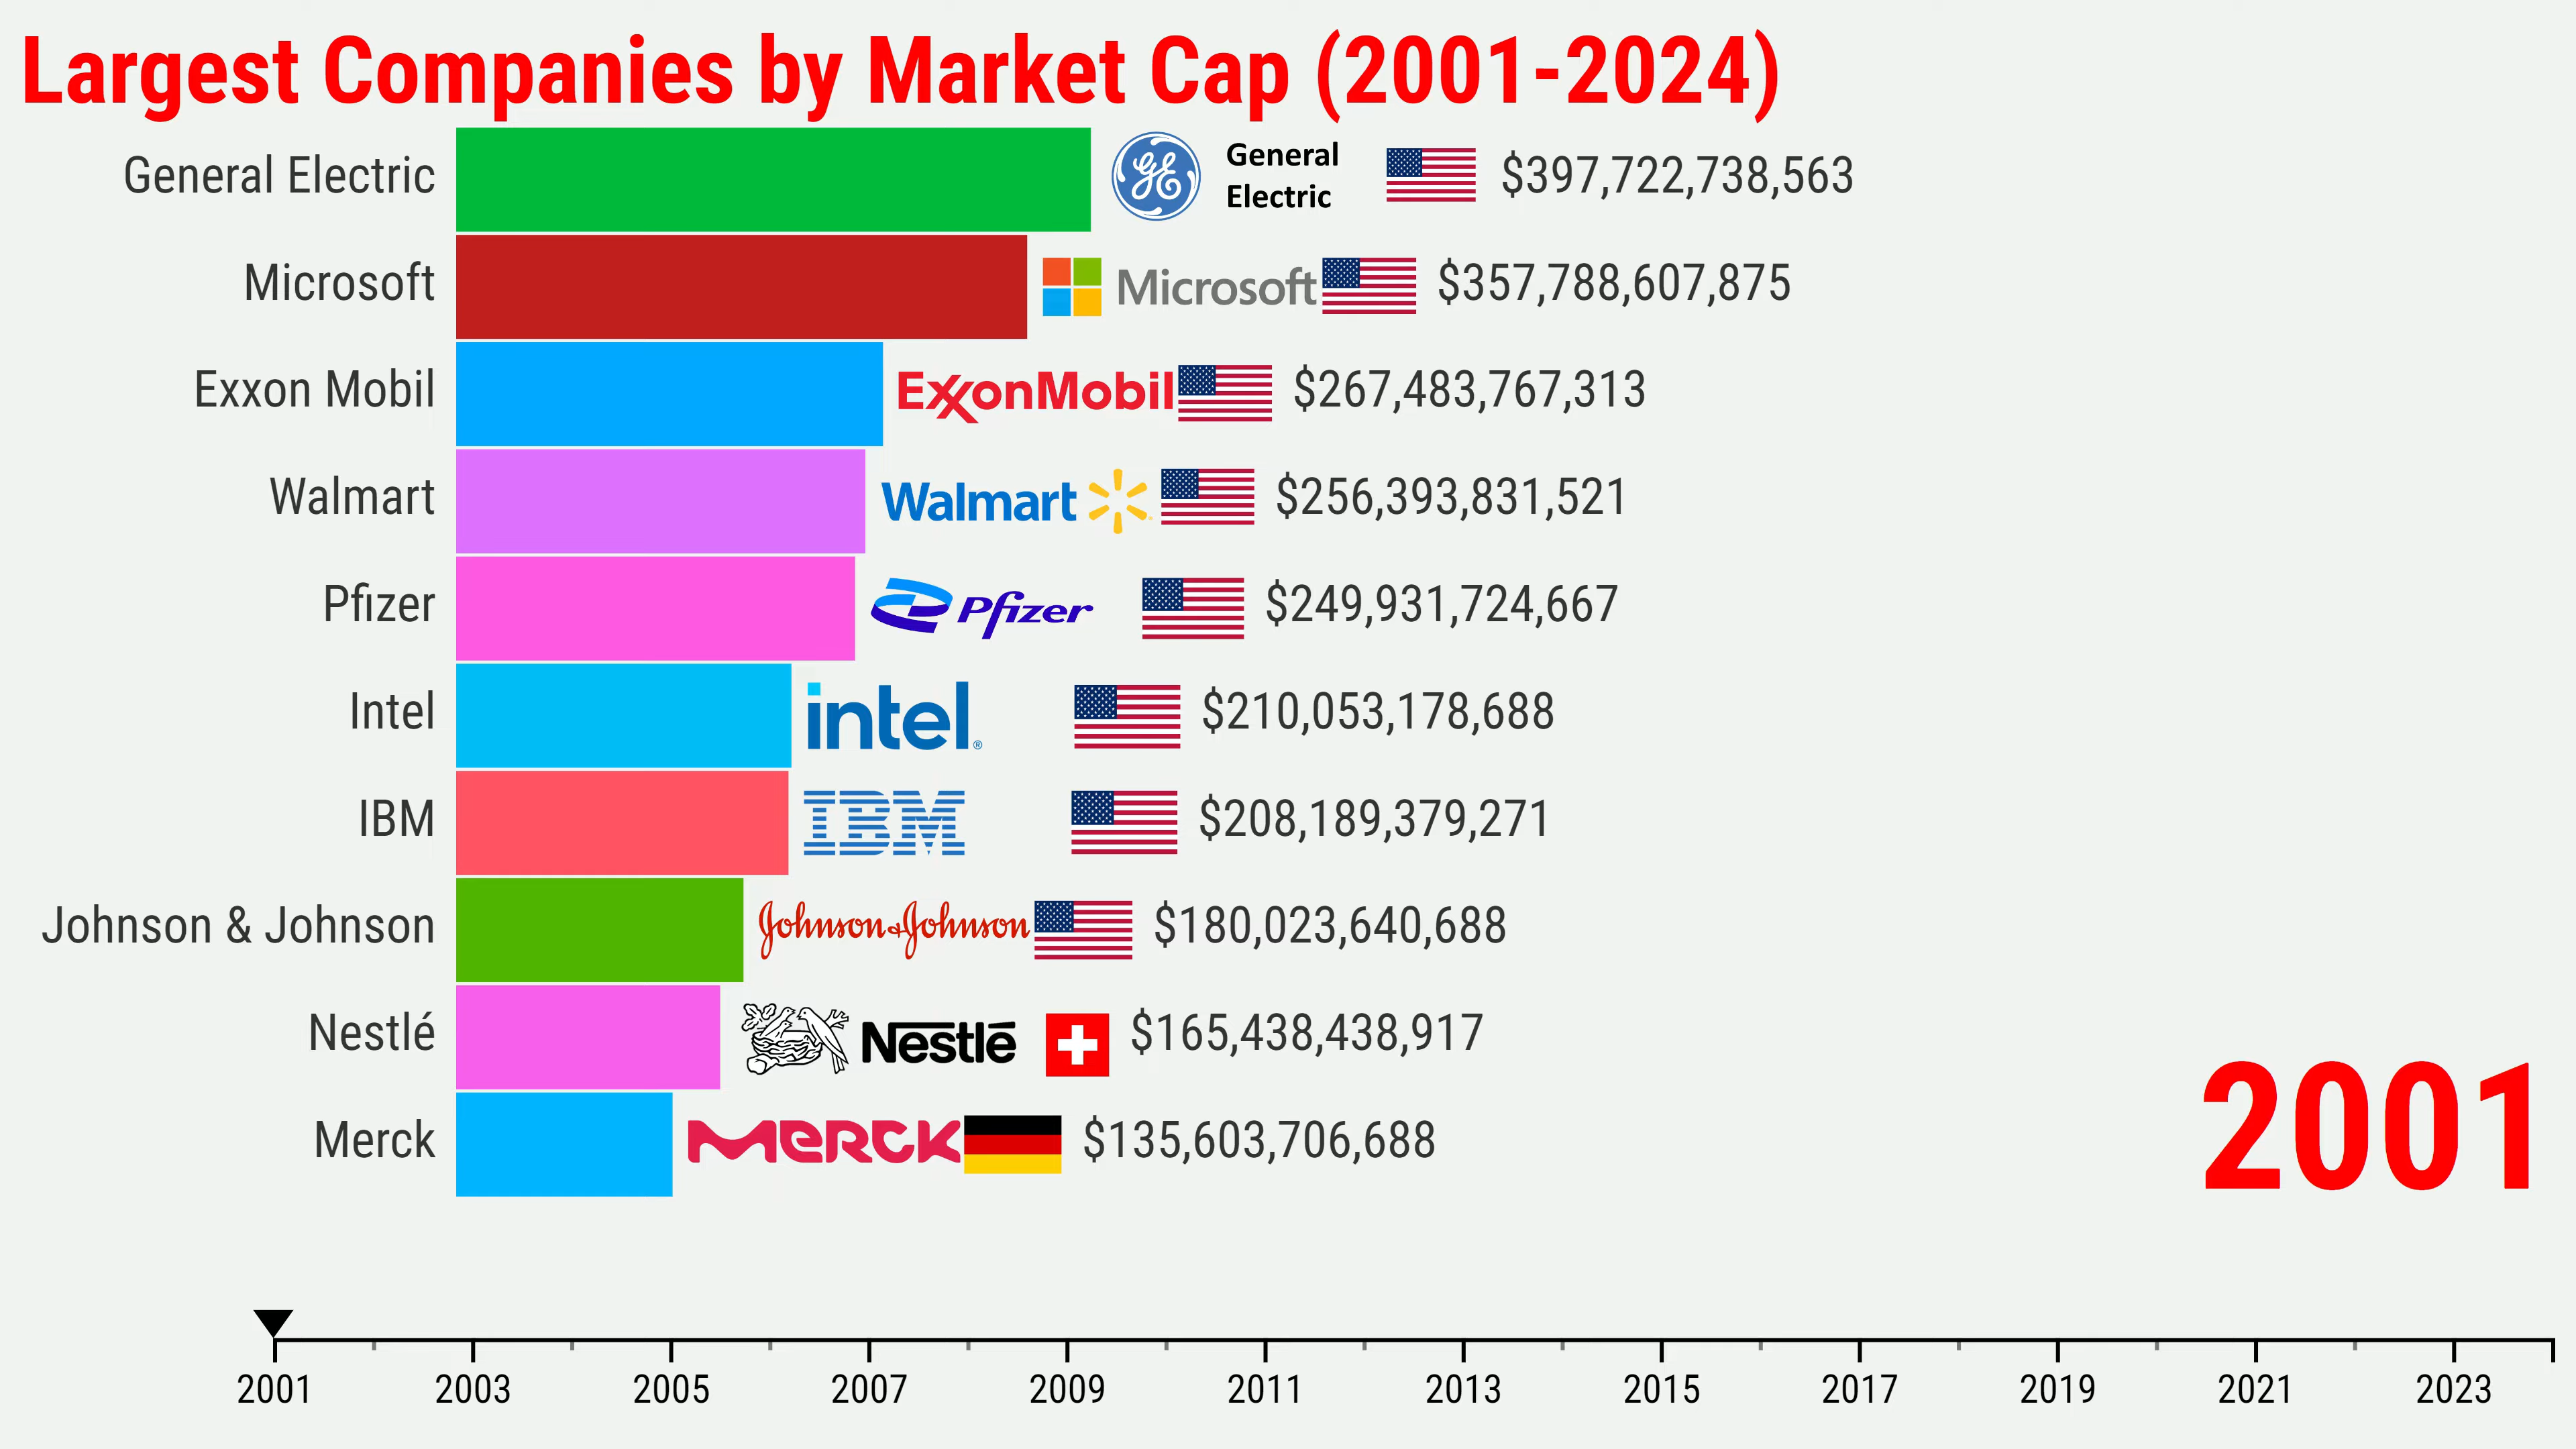 Largest Companies by Market Cap (2001-2024)
General Electric GE General Electric $397,722,738,563
Microsoft Microsoft $357,788,607,875
Exxon Mobil ExxonMobil $267,483,767,313
Walmart Walmart $256,393,831,521
Pfizer Pfizer $249,931,724,667
Intel intel® $210,053,178,688
IBM IBM $208,189,379,271
Johnson & Johnson Johnson&Johnson $180,023,640,688
Nestlé Nestlé $165,438,438,917
Merck MERCK $135,603,706,688
2001
2001 2003 2005 2007 2009 2011 2013 2015 2017 2019 2021 2023